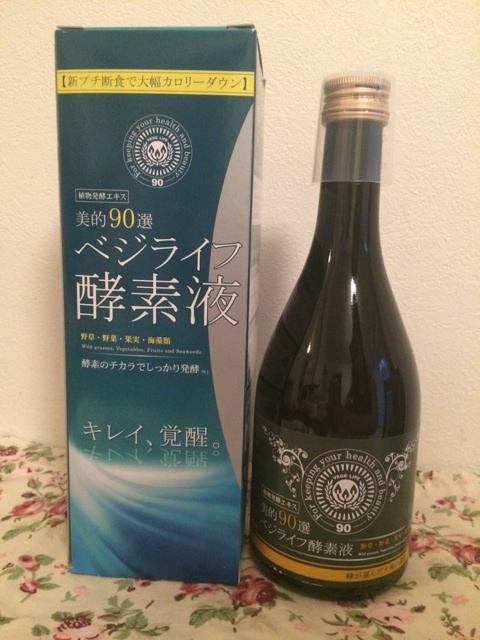 【新プチ断食で大幅カロリーダウン】
For keeping your health and beauty
VEGE LIFE
90
植物発酵エキス
美的90選
ベジライフ
酵素液
野草・野菜・果実・海藻類
Wild grasses, Vegetables, Fruits and Seaweeds.
酵素のチカラでしっかり発酵 ※1
キレイ、覚醒。
For keeping your health and beauty
VEGE LIFE
90
植物発酵エキス
美的90選
ベジライフ酵素液
野草・野菜・果実